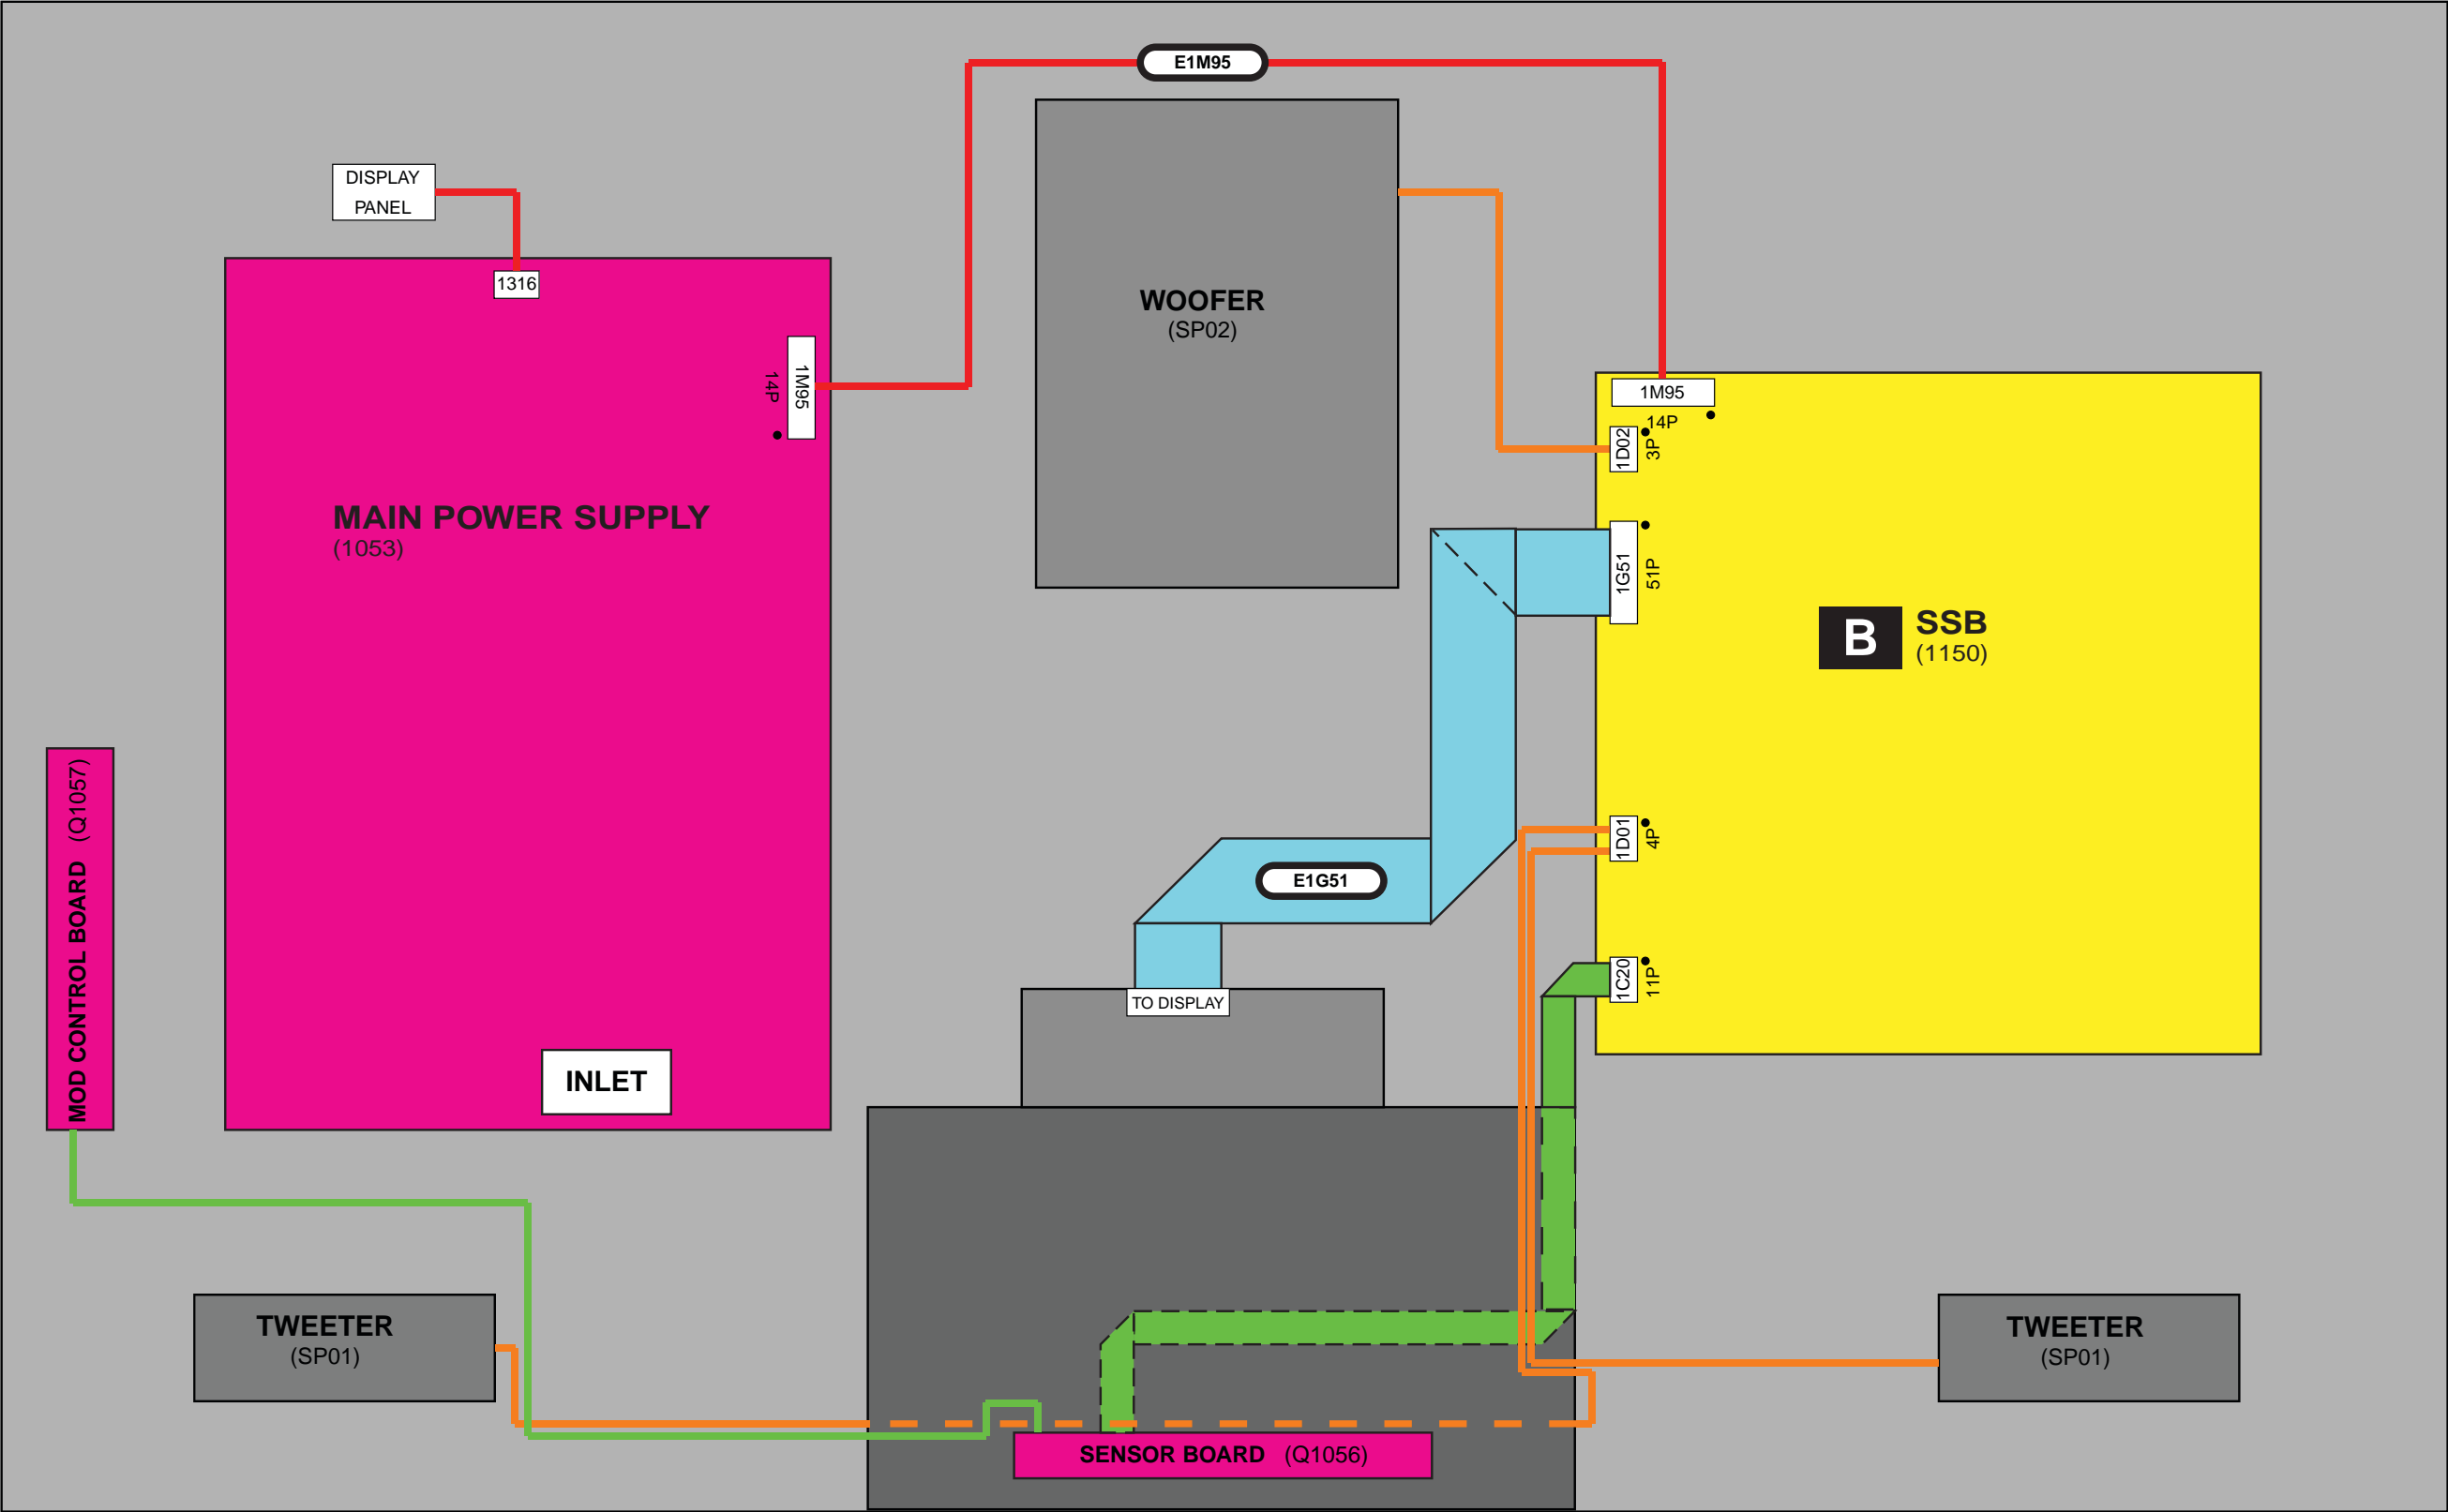 E1M95
DISPLAY
PANEL
1316
WOOFER
(SP02)
1M95
14P
1M95
14P
1D02
3P
MAIN POWER SUPPLY
(1053)
1G51
51P
B SSB
(1150)
MOD CONTROL BOARD (Q1057)
1D01
4P
E1G51
1C20
11P
TO DISPLAY
INLET
TWEETER
(SP01)
TWEETER
(SP01)
SENSOR BOARD (Q1056)